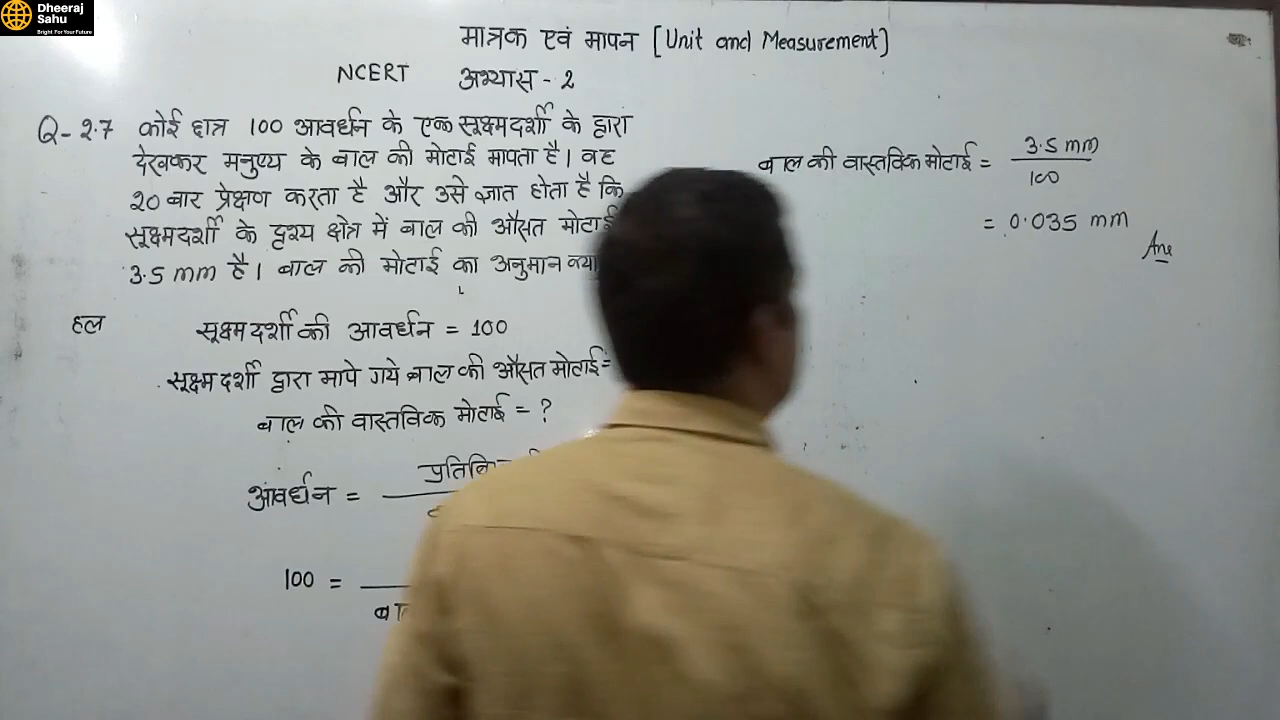 Dheeraj
Sahu
Bright For Your Future
मात्रक एवं मापन [Unit and Measurement]
NCERT अभ्यास - 2
Q - 2.7 कोई छात्र 100 आवर्धन के एक सूक्ष्मदर्शी के द्वारा
देखकर मनुष्य के बाल की मोटाई मापता है। वह
20 बार प्रेक्षण करता है और उसे ज्ञात होता है कि
सूक्ष्मदर्शी के दृश्य क्षेत्र में बाल की औसत मोटाई
3.5 mm है। बाल की मोटाई का अनुमान क्या
हल
सूक्ष्मदर्शी की आवर्धन = 100
सूक्ष्मदर्शी द्वारा मापे गये बाल की औसत मोटाई =
बाल की वास्तविक मोटाई = ?
आवर्धन =
100 =
बाल की वास्तविक मोटाई = 3.5 mm / 100
= 0.035 mm
Ans